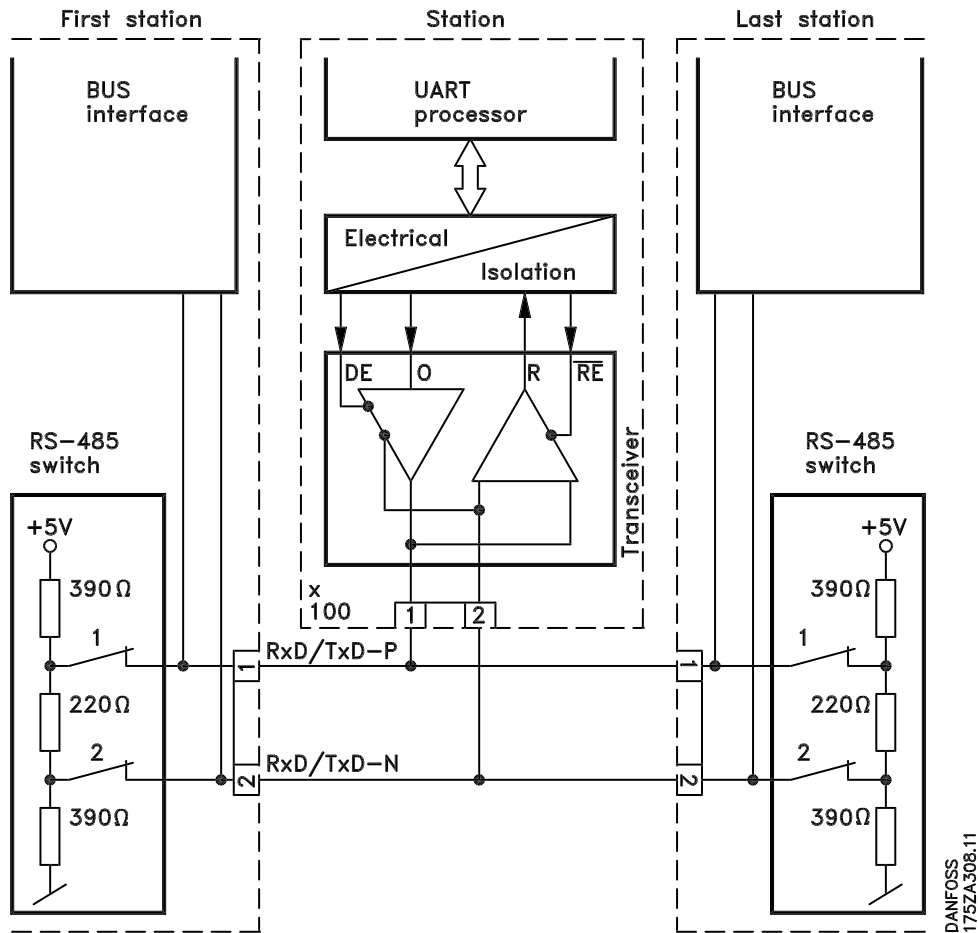 First station
Station
Last station
BUS
interface
UART
processor
BUS
interface
Electrical
Isolation
DE
O
R
RE
Transceiver
RS-485
switch
RS-485
switch
+5V
390Ω
1
220Ω
2
390Ω
x
100
1
2
1
RxD/TxD-P
2
RxD/TxD-N
1
2
+5V
390Ω
1
220Ω
2
390Ω
DANFOSS
175ZA308.11